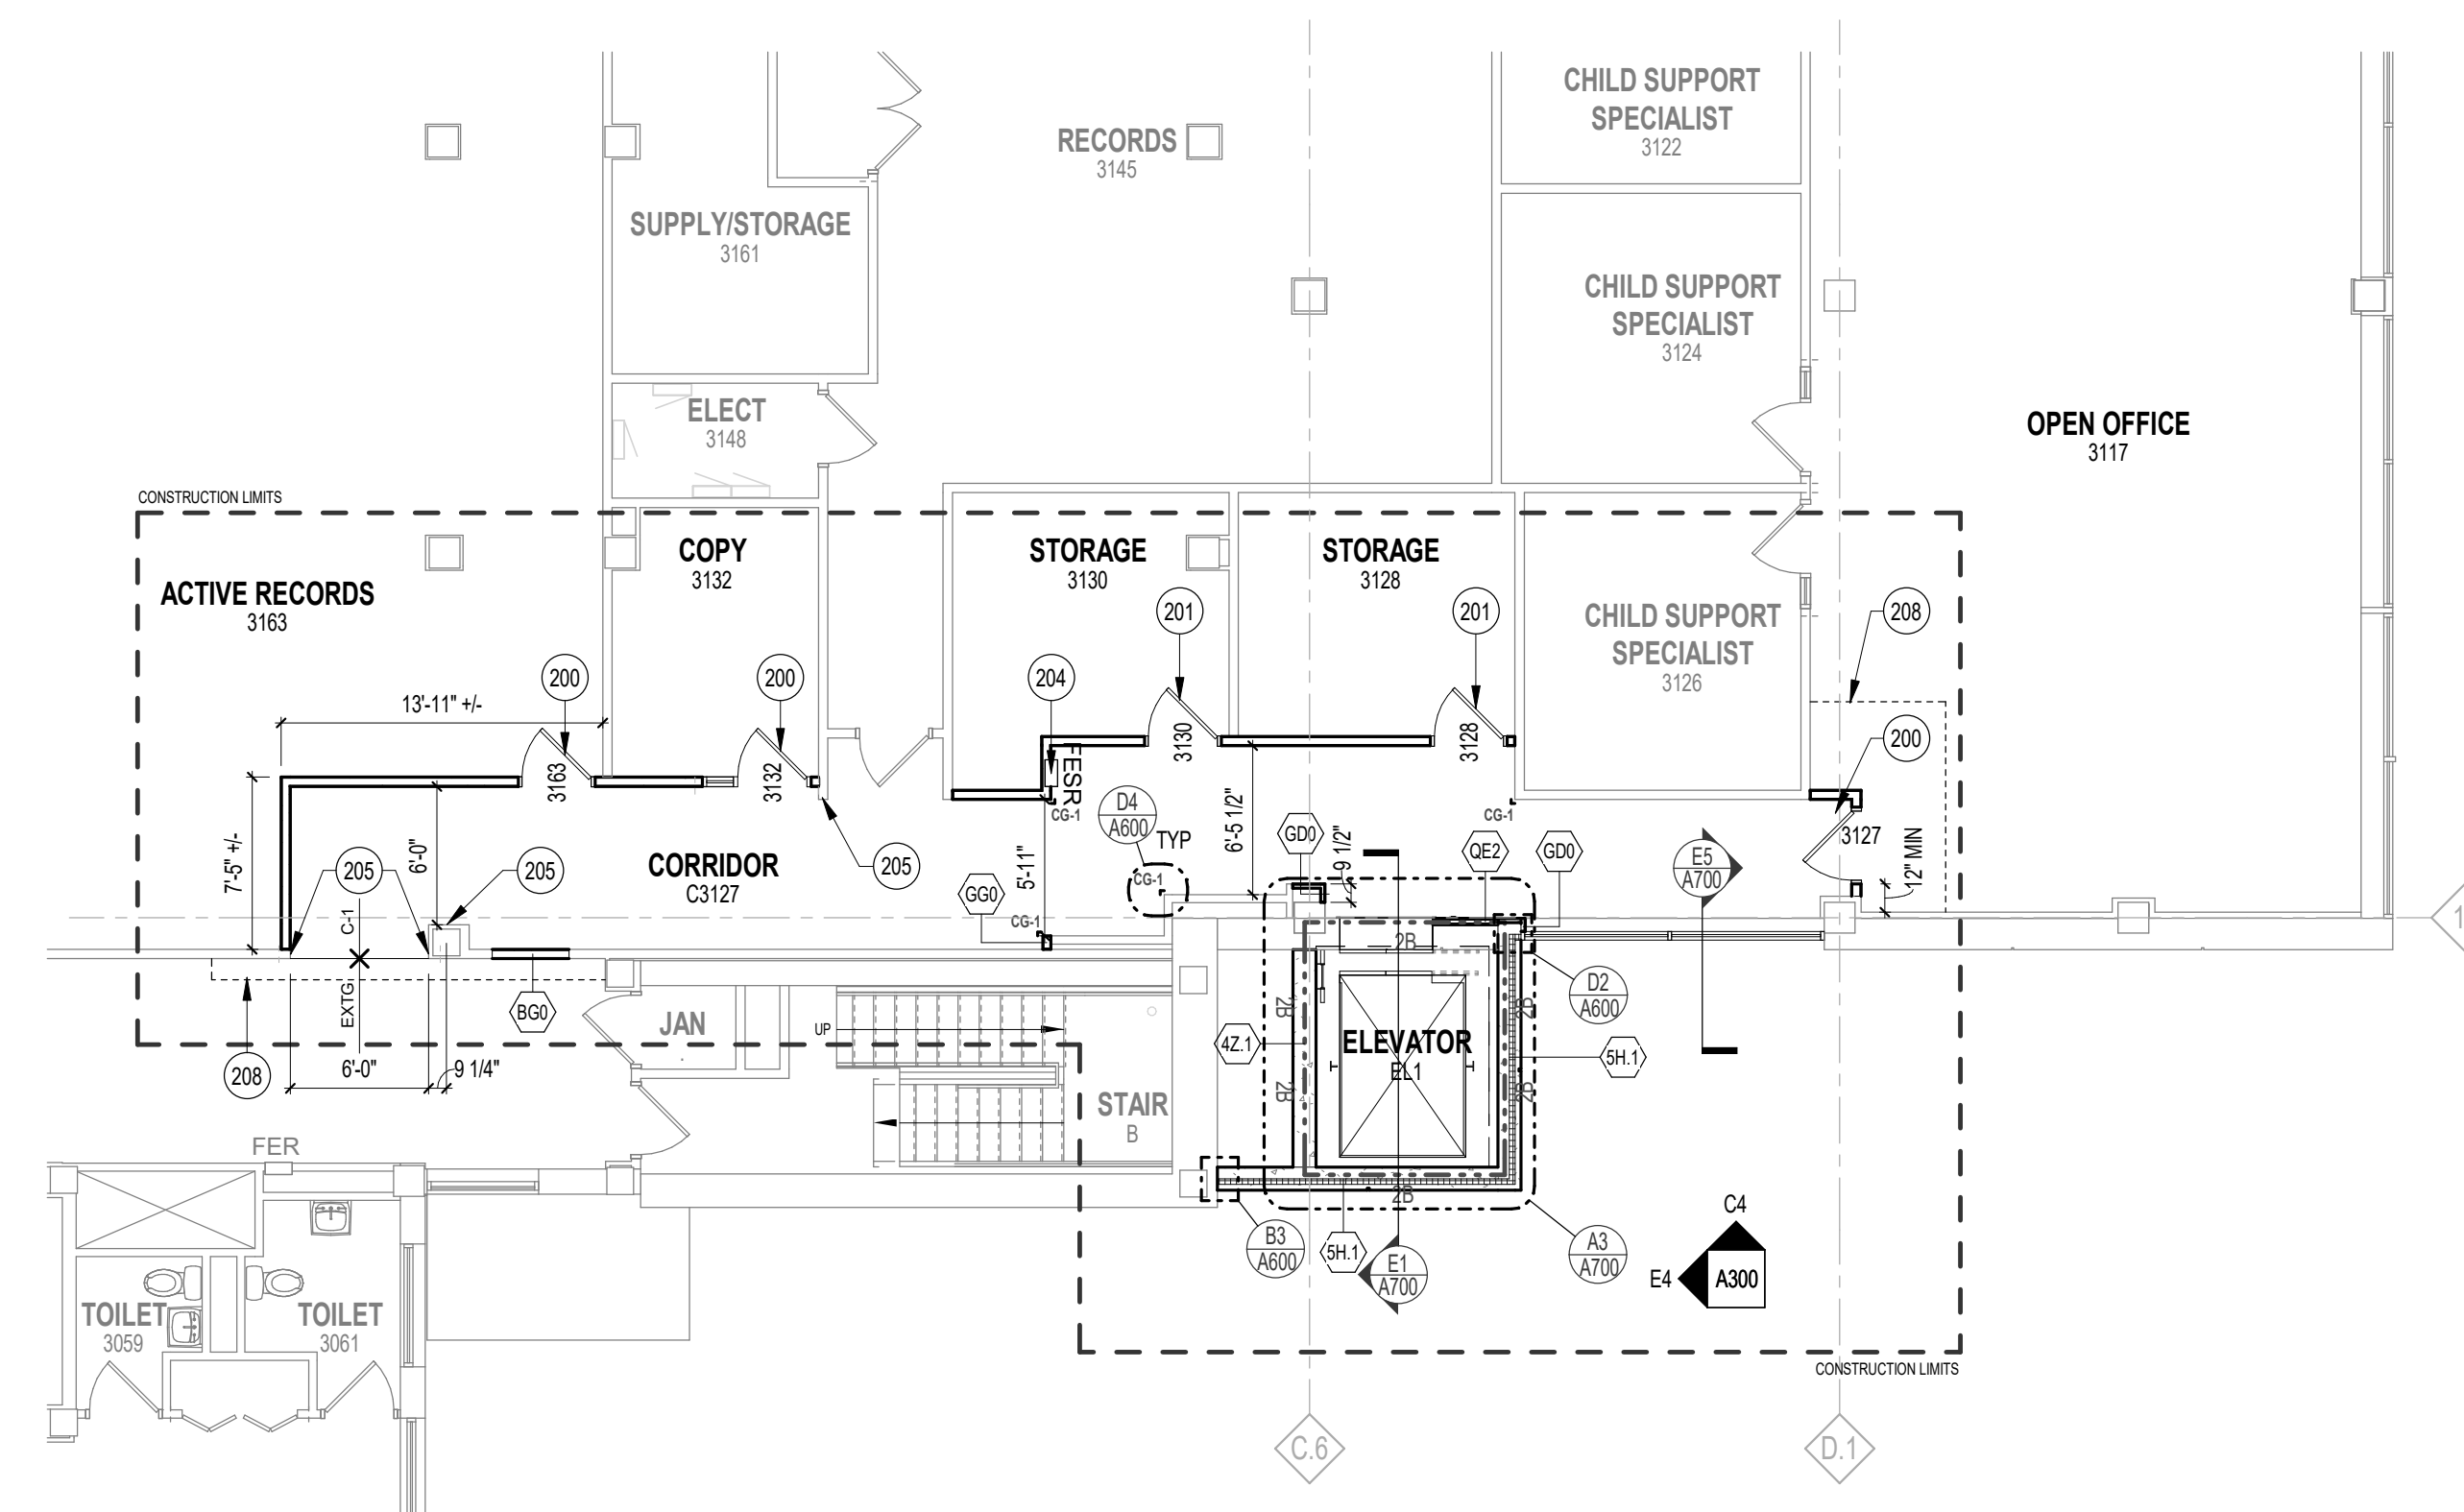 CHILD SUPPORT
SPECIALIST
3122
RECORDS
3145
SUPPLY/STORAGE
3161
CHILD SUPPORT
SPECIALIST
3124
ELECT
3148
OPEN OFFICE
3117
CONSTRUCTION LIMITS
COPY
3132
STORAGE
3130
STORAGE
3128
ACTIVE RECORDS
3163
201
201
208
CHILD SUPPORT
SPECIALIST
3126
200
200
204
13'-11" +/-
200
3163
3132
3130
3128
FESR
CG-1
CG-1
D4
A600
TYP
6'-5 1/2"
GD0
9 1/2"
QE2
GD0
3127
12" MIN
E5
A700
7'-5" +/-
6'-0"
205
205
CORRIDOR
C3127
205
5'-11"
GG0
CG-1
CG-1
C-1
EXTG
1
2B
BG0
JAN
UP
D2
A600
2B
2B
4Z.1
ELEVATOR
EL1
5H.1
2B
2B
208
6'-0"
9 1/4"
STAIR
B
FER
2B
B3
A600
5H.1
E1
A700
A3
A700
C4
E4
A300
TOILET
3059
TOILET
3061
CONSTRUCTION LIMITS
C.6
D.1